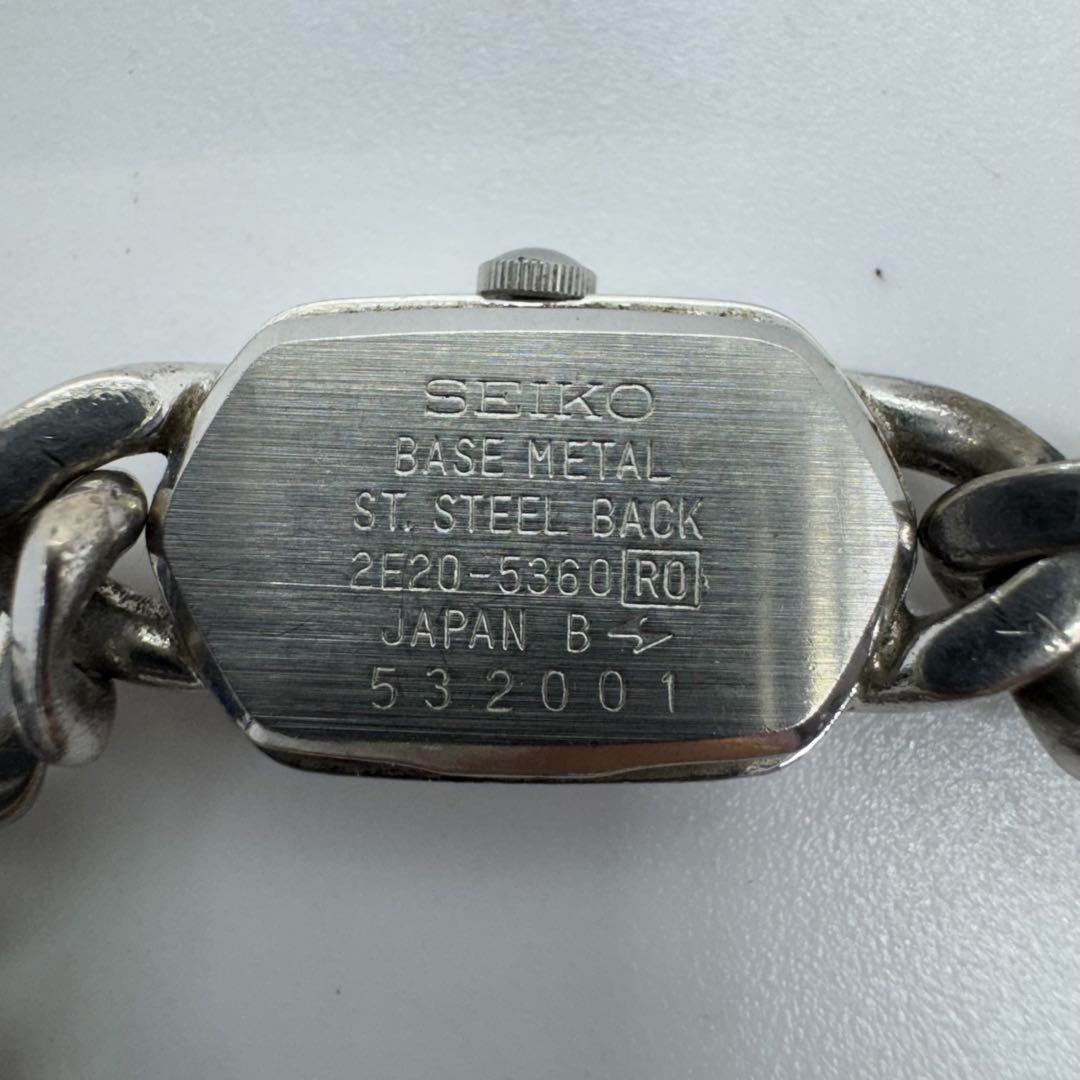 SEIKO
BASE METAL
ST. STEEL BACK
2E20-5360 R0
JAPAN B
532001